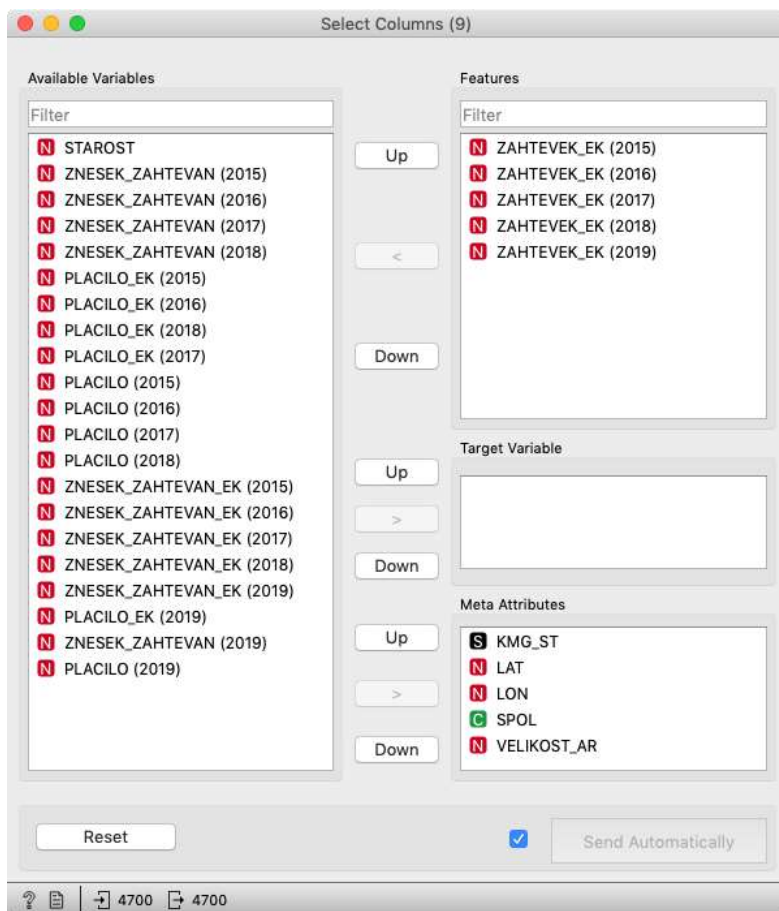 Select Columns (9)
Available Variables
Filter
N STAROST
N ZNESEK_ZAHTEVAN (2015)
N ZNESEK_ZAHTEVAN (2016)
N ZNESEK_ZAHTEVAN (2017)
N ZNESEK_ZAHTEVAN (2018)
N PLACILO_EK (2015)
N PLACILO_EK (2016)
N PLACILO_EK (2018)
N PLACILO_EK (2017)
N PLACILO (2015)
N PLACILO (2016)
N PLACILO (2017)
N PLACILO (2018)
N ZNESEK_ZAHTEVAN_EK (2015)
N ZNESEK_ZAHTEVAN_EK (2016)
N ZNESEK_ZAHTEVAN_EK (2017)
N ZNESEK_ZAHTEVAN_EK (2018)
N ZNESEK_ZAHTEVAN_EK (2019)
N PLACILO_EK (2019)
N ZNESEK_ZAHTEVAN (2019)
N PLACILO (2019)
Up
<
Down
Up
>
Down
Up
>
Down
Features
Filter
N ZAHTEVEK_EK (2015)
N ZAHTEVEK_EK (2016)
N ZAHTEVEK_EK (2017)
N ZAHTEVEK_EK (2018)
N ZAHTEVEK_EK (2019)
Target Variable
Meta Attributes
S KMG_ST
N LAT
N LON
C SPOL
N VELIKOST_AR
Reset
Send Automatically
? 4700 4700